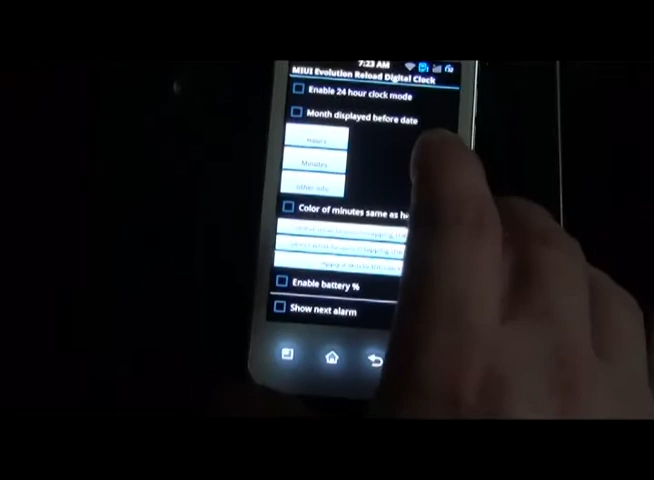 7:23 AM
MIUI Evolution Reload Digital Clock
Enable 24 hour clock mode
Month displayed before date
Hours
Minutes
Other info
Color of minutes same as h
Enable battery %
Show next alarm